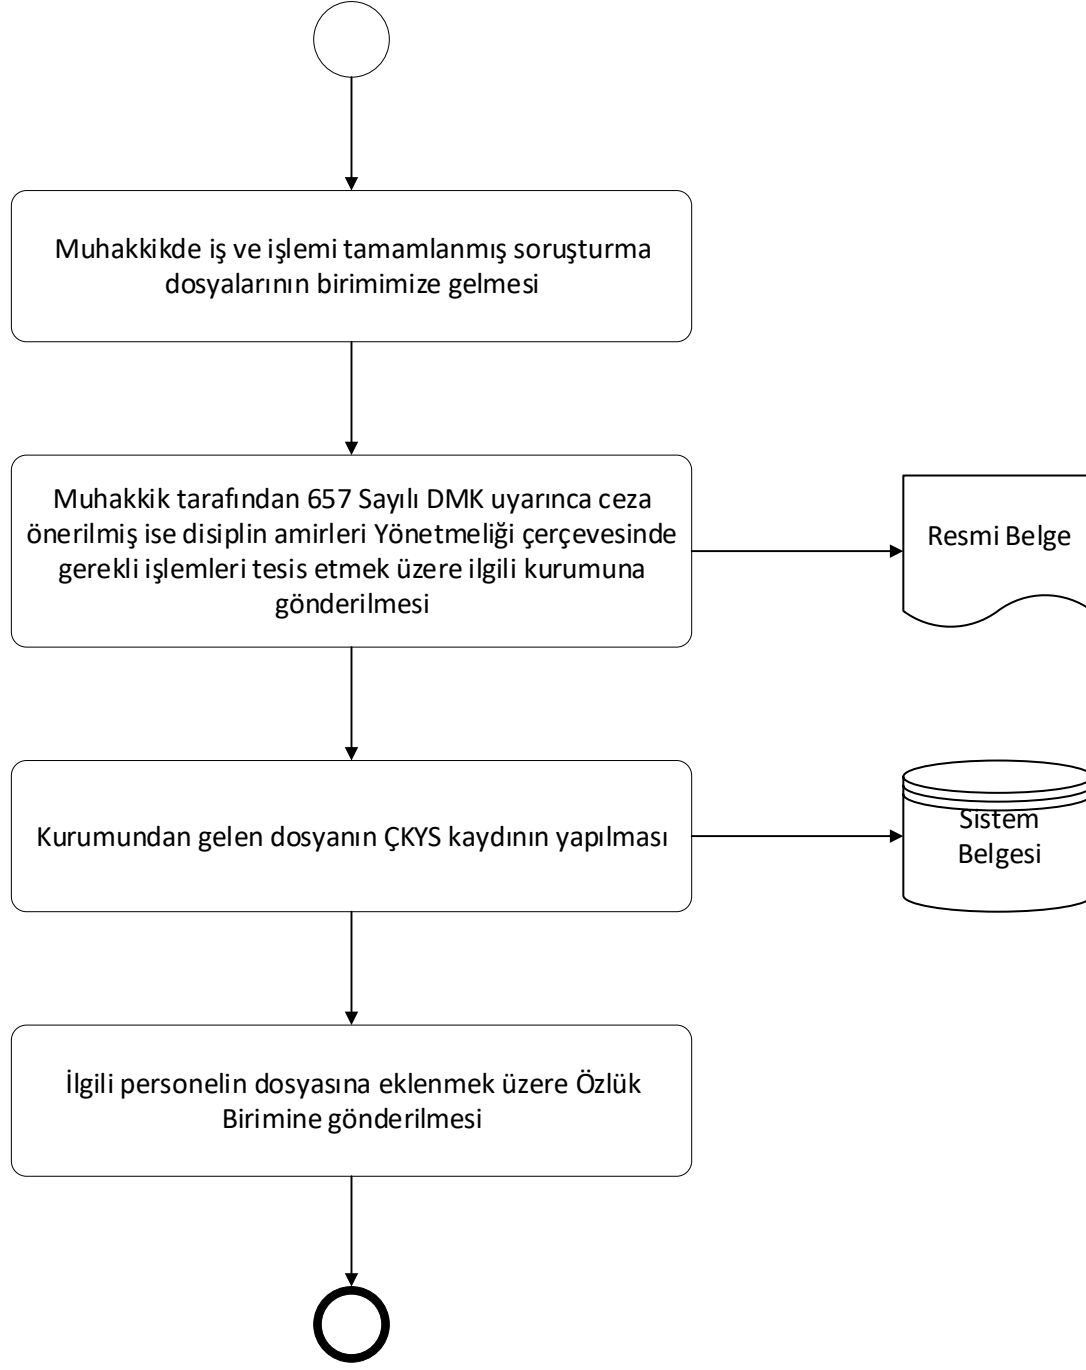 Muhakkikde iş ve işlemi tamamlanmış soruşturma
dosyalarının birimimize gelmesi
Muhakkik tarafından 657 Sayılı DMK uyarınca ceza
önerilmiş ise disiplin amirleri Yönetmeliği çerçevesinde
gerekli işlemleri tesis etmek üzere ilgili kurumuna
gönderilmesi
Resmi Belge
Kurumundan gelen dosyanın ÇKYS kaydının yapılması
Sistem
Belgesi
İlgili personelin dosyasına eklenmek üzere Özlük
Birimine gönderilmesi